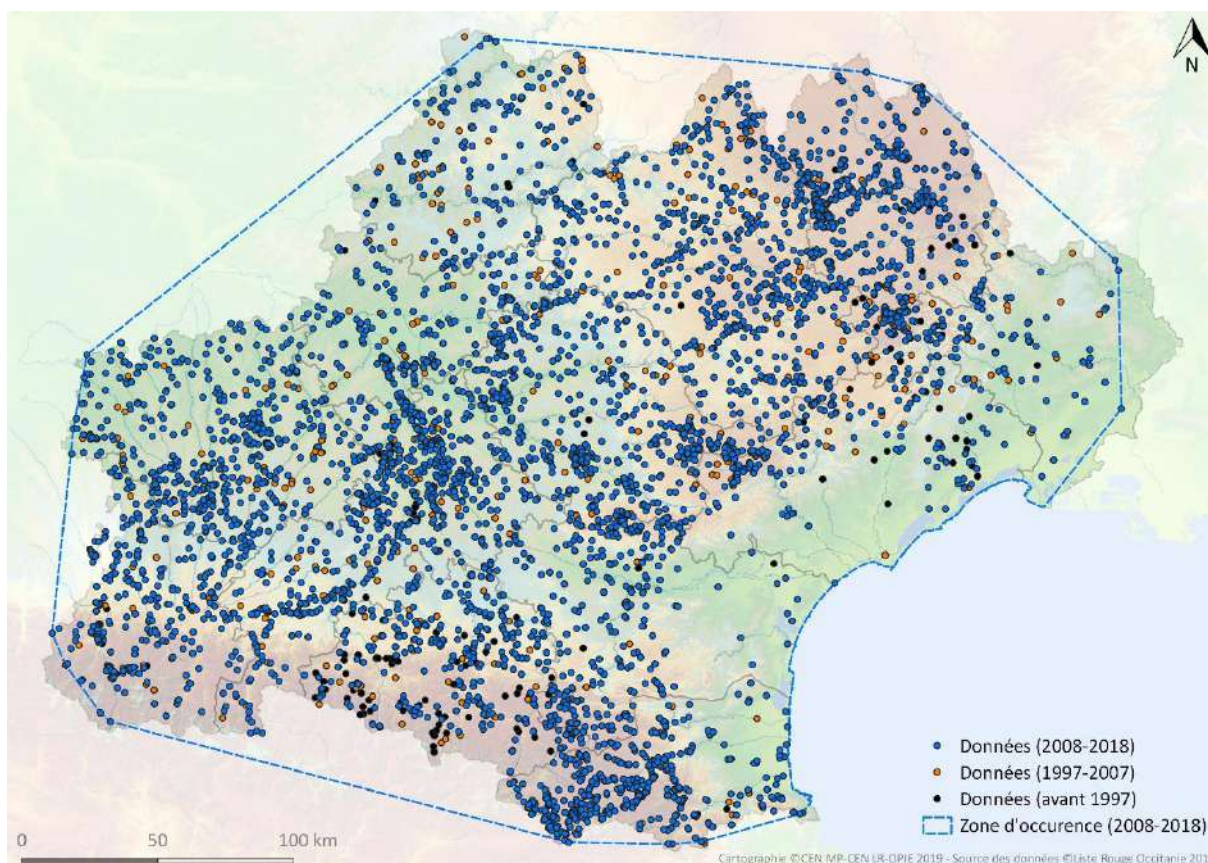 N
Données (2008-2018)
Données (1997-2007)
Données (avant 1997)
Zone d'occurence (2008-2018)
0 50 100 km
Cartographie ©CEN MP-CEN LR-OPIE 2019 - Source des données ©Liste Rouge Occitanie 201